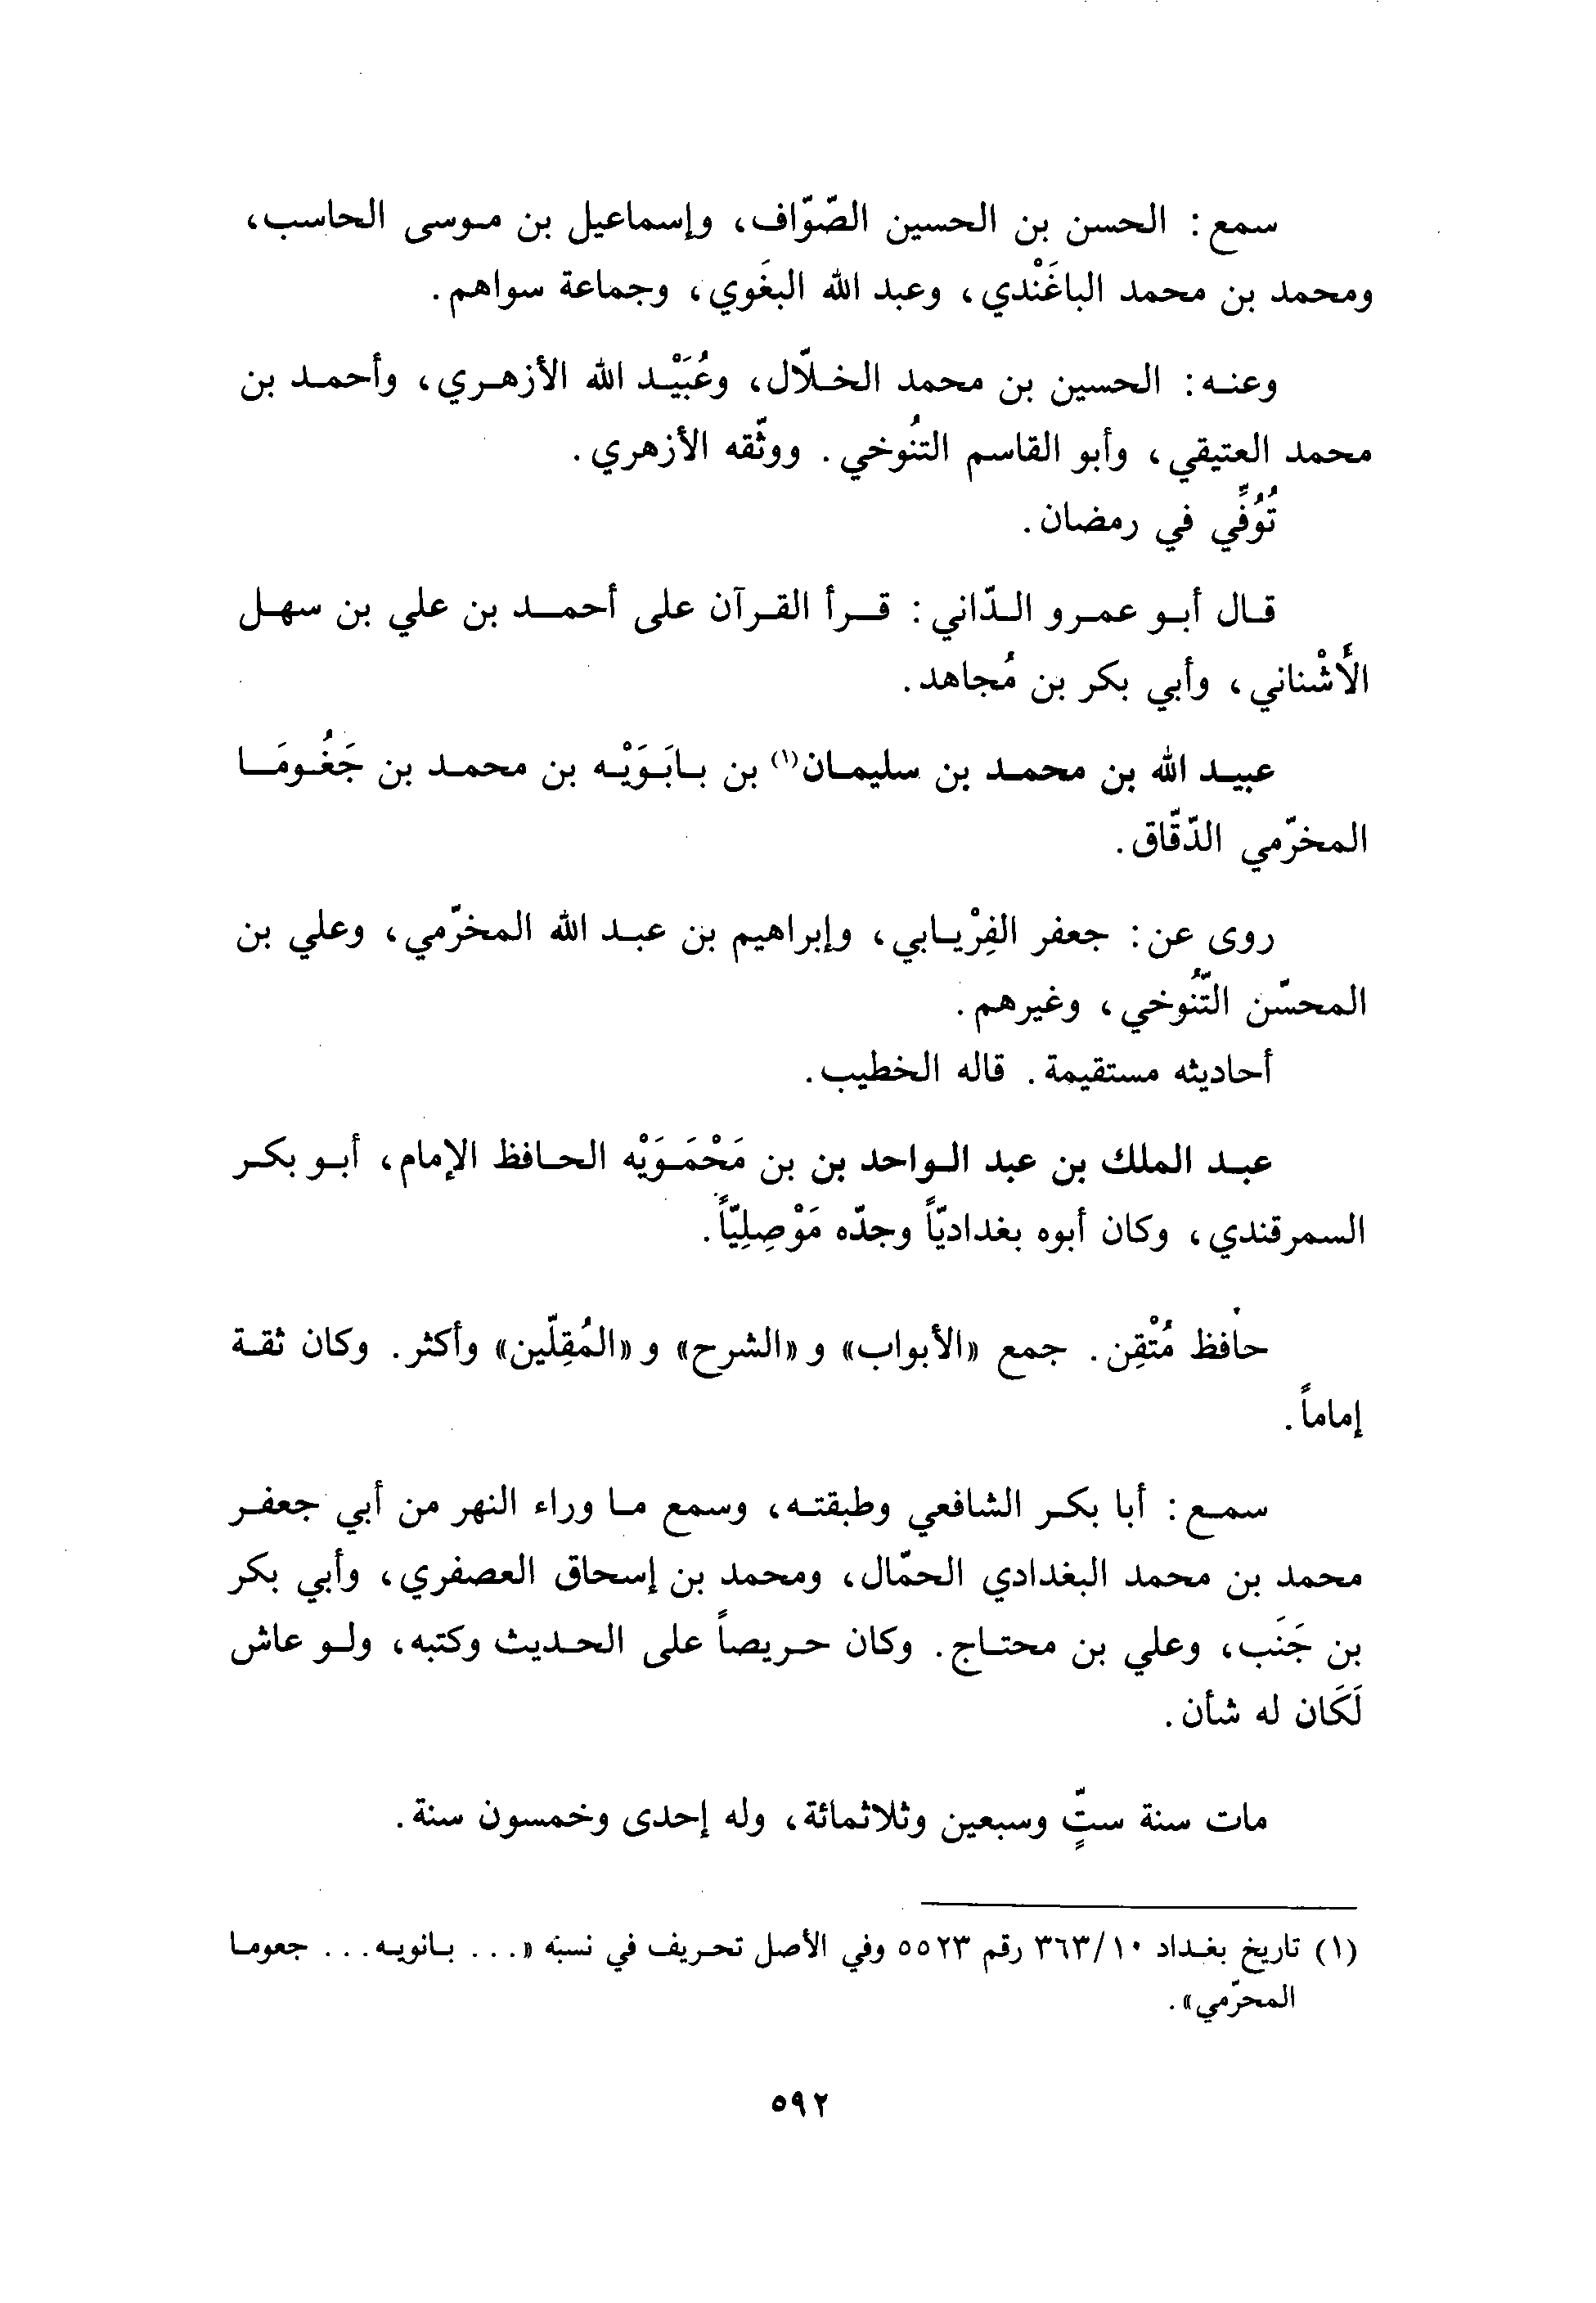 سمع: الحسن بن الحسين الصّوّاف، وإسماعيل بن موسى الحاسب،
ومحمد بن محمد الباغَنْدي، وعبد الله البغَوي، وجماعة سواهم.
وعنه: الحسين بن محمد الخلّال، وعُبَيْد الله الأزهري، وأحمد بن
محمد العتيقي، وأبو القاسم التنُوخي. ووثّقه الأزهري.
تُوُفِّي في رمضان.
قال أبو عمرو الدّاني: قرأ القرآن على أحمد بن علي بن سهل
الأَشْناني، وأبي بكر بن مُجاهد.
عبيد الله بن محمد بن سليمان(١) بن بابَوَيْه بن محمد بن جَغُومَا
المخرّمي الدّقّاق.
روى عن: جعفر الفِرْيابي، وإبراهيم بن عبد الله المخرّمي، وعلي بن
المحسّن التّنُوخي، وغيرهم.
أحاديثه مستقيمة. قاله الخطيب.
عبد الملك بن عبد الواحد بن بن مَحْمَوَيْه الحافظ الإمام، أبو بكر
السمرقندي، وكان أبوه بغداديّاً وجدّه مَوْصِلِيّاً.
حافظ مُتْقِن. جمع «الأبواب» و «الشرح» و «المُقِلّين» وأكثر. وكان ثقة
إماماً.
سمع: أبا بكر الشافعي وطبقته، وسمع ما وراء النهر من أبي جعفر
محمد بن محمد البغدادي الحمّال، ومحمد بن إسحاق العصفري، وأبي بكر
بن جَنَب، وعلي بن محتاج. وكان حريصاً على الحديث وكتبه، ولو عاش
لَكَان له شأن.
مات سنة ستٍّ وسبعين وثلاثمائة، وله إحدى وخمسون سنة.
(١) تاريخ بغداد ١٠/٣٦٣ رقم ٥٥٢٣ وفي الأصل تحريف في نسبه «... بانويه... جعوما
المحرّمي».
٥٩٢